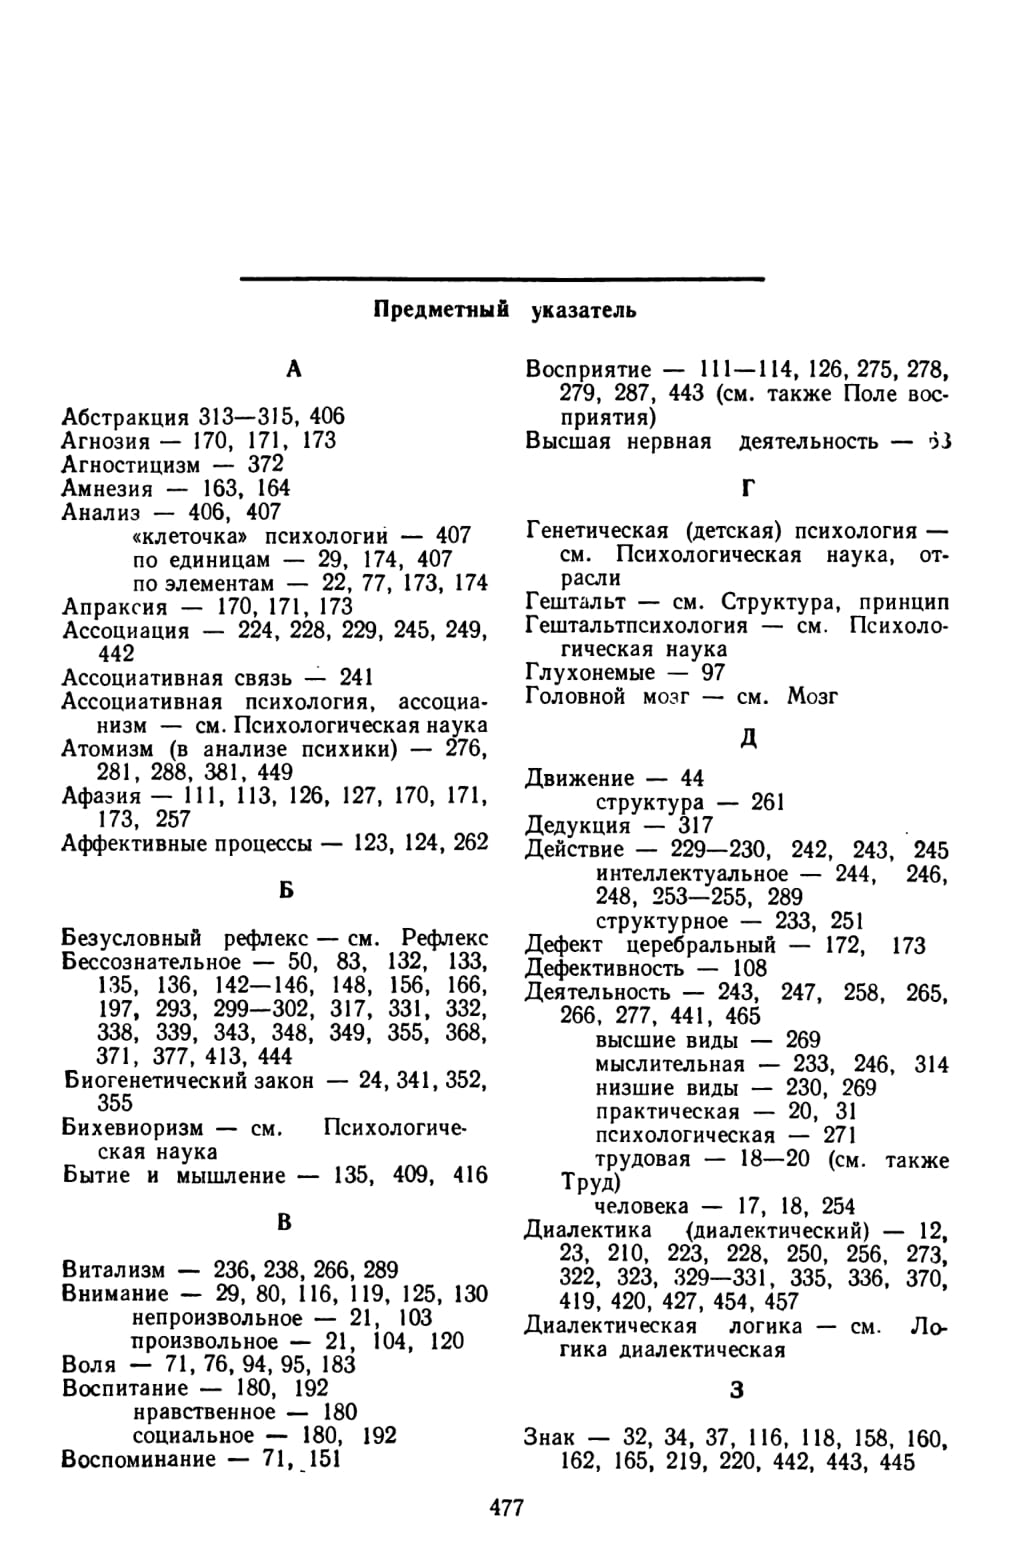 Предметный указатель
А
Абстракция 313—315, 406
Агнозия — 170, 171, 173
Агностицизм — 372
Амнезия — 163, 164
Анализ — 406, 407
«клеточка» психологии — 407
по единицам — 29, 174, 407
по элементам — 22, 77, 173, 174
Апраксия — 170, 171, 173
Ассоциация — 224, 228, 229, 245, 249,
442
Ассоциативная связь — 241
Ассоциативная психология, ассоциа-
низм — см. Психологическая наука
Атомизм (в анализе психики) — 276,
281, 288, 381, 449
Афазия — 111, 113, 126, 127, 170, 171,
173, 257
Аффективные процессы — 123, 124, 262
Б
Безусловный рефлекс — см. Рефлекс
Бессознательное — 50, 83, 132, 133,
135, 136, 142—146, 148, 156, 166,
197, 293, 299—302, 317, 331, 332,
338, 339, 343, 348, 349, 355, 368,
371, 377, 413, 444
Биогенетический закон — 24, 341, 352,
355
Бихевиоризм — см. Психологиче-
ская наука
Бытие и мышление — 135, 409, 416
В
Витализм — 236, 238, 266, 289
Внимание — 29, 80, 116, 119, 125, 130
непроизвольное — 21, 103
произвольное — 21, 104, 120
Воля — 71, 76, 94, 95, 183
Воспитание — 180, 192
нравственное — 180
социальное — 180, 192
Воспоминание — 71, 151
Восприятие — 111—114, 126, 275, 278,
279, 287, 443 (см. также Поле вос-
приятия)
Высшая нервная деятельность —
Г
Генетическая (детская) психология —
см. Психологическая наука, от-
расли
Гештальт — см. Структура, принцип
Гештальтпсихология — см. Психоло-
гическая наука
Глухонемые — 97
Головной мозг — см. Мозг
Д
Движение — 44
структура — 261
Дедукция — 317
Действие — 229—230, 242, 243, 245
интеллектуальное — 244, 246,
248, 253—255, 289
структурное — 233, 251
Дефект церебральный — 172, 173
Дефективность — 108
Деятельность — 243, 247, 258, 265,
266, 277, 441, 465
высшие виды — 269
мыслительная — 233, 246, 314
низшие виды — 230, 269
практическая — 20, 31
психологическая — 271
трудовая — 18—20 (см. также
Труд)
человека — 17, 18, 254
Диалектика (диалектический) — 12,
23, 210, 223, 228, 250, 256, 273,
322, 323, 329—331, 335, 336, 370,
419, 420, 427, 454, 457
Диалектическая логика — см. Ло-
гика диалектическая
З
Знак — 32, 34, 37, 116, 118, 158, 160,
162, 165, 219, 220, 442, 443, 445
477